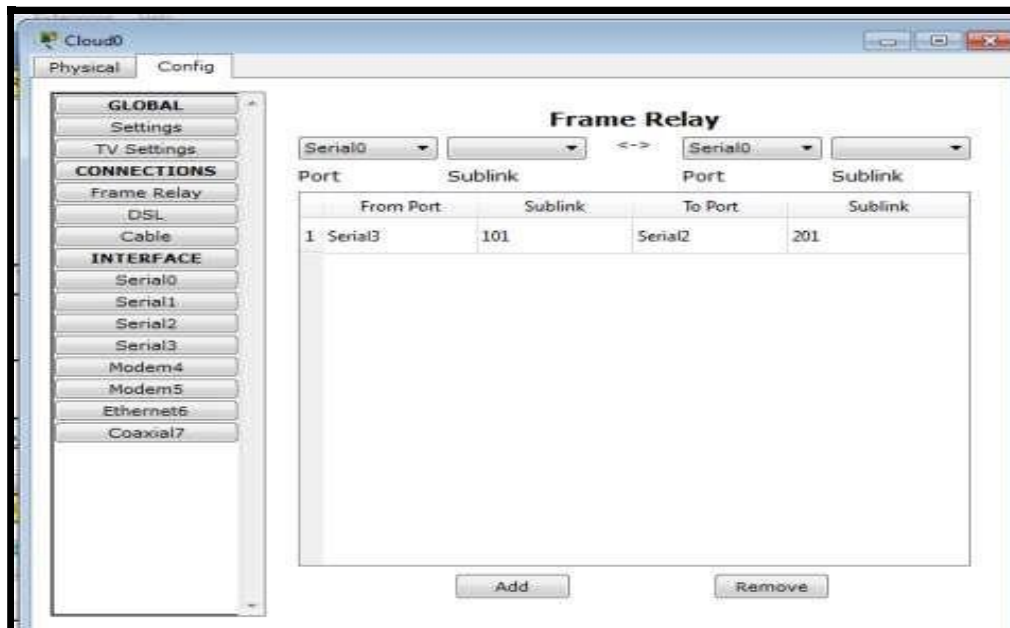 Cloud0
Physical Config
GLOBAL
Settings
TV Settings
CONNECTIONS
Frame Relay
DSL
Cable
INTERFACE
Serial0
Serial1
Serial2
Serial3
Modem4
Modem5
Ethernet6
Coaxial7
Frame Relay
Serial0 <-> Serial0
Port Sublink Port Sublink
From Port Sublink To Port Sublink
1 Serial3 101 Serial2 201
Add Remove